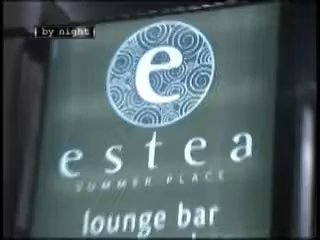 by night
e
estea
SUMMER PLACE
lounge bar